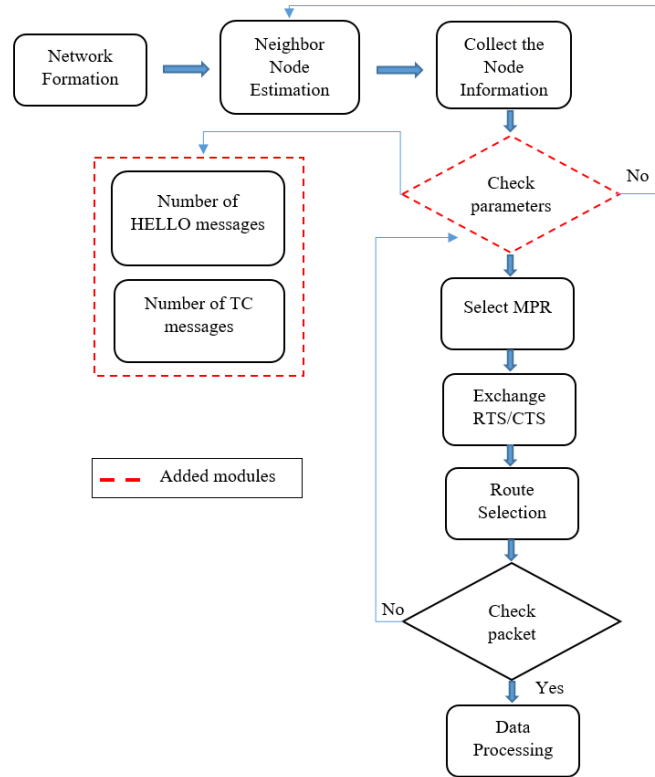 Network
Formation
Neighbor
Node
Estimation
Collect the
Node
Information
Check
parameters
No
Number of
HELLO messages
Number of TC
messages
Select MPR
Exchange
RTS/CTS
Added modules
Route
Selection
No
Check
packet
Yes
Data
Processing